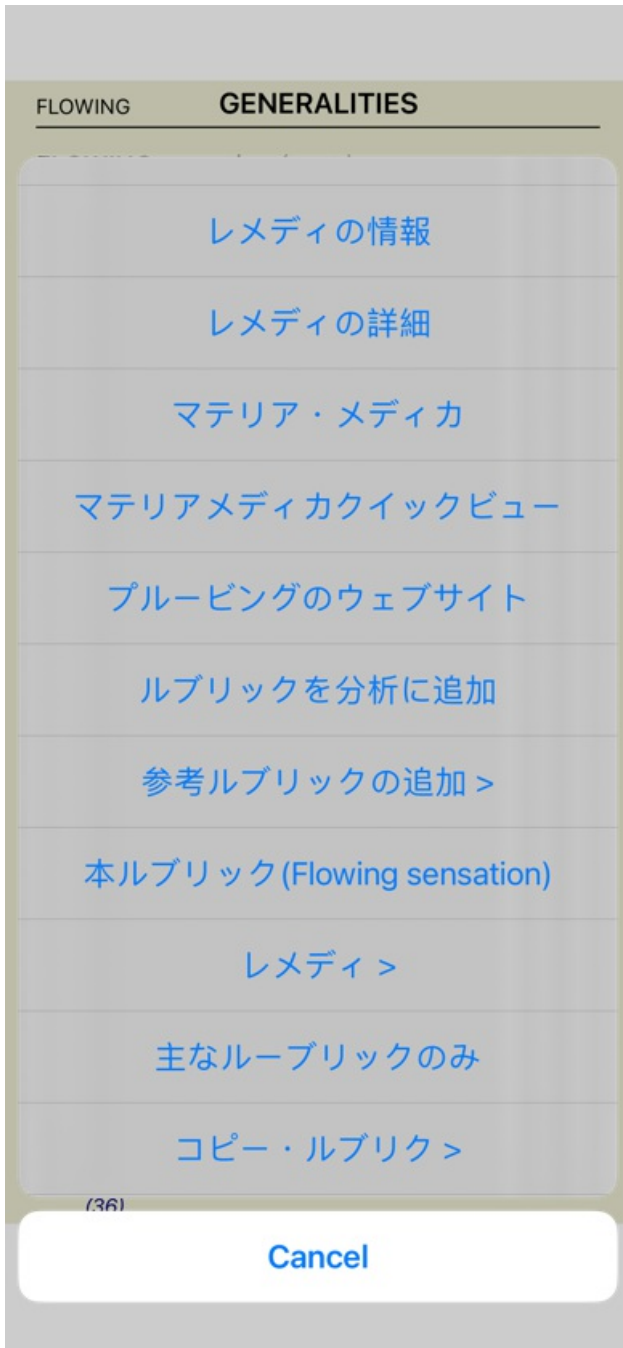 FLOWING GENERALITIES
レメディの情報
レメディの詳細
マテリア・メディカ
マテリアメディカクイックビュー
プルービングのウェブサイト
ルブリックを分析に追加
参考ルブリックの追加 >
本ルブリック(Flowing sensation)
レメディ >
主なルーブリックのみ
コピー・ルブリク >
(36)
Cancel